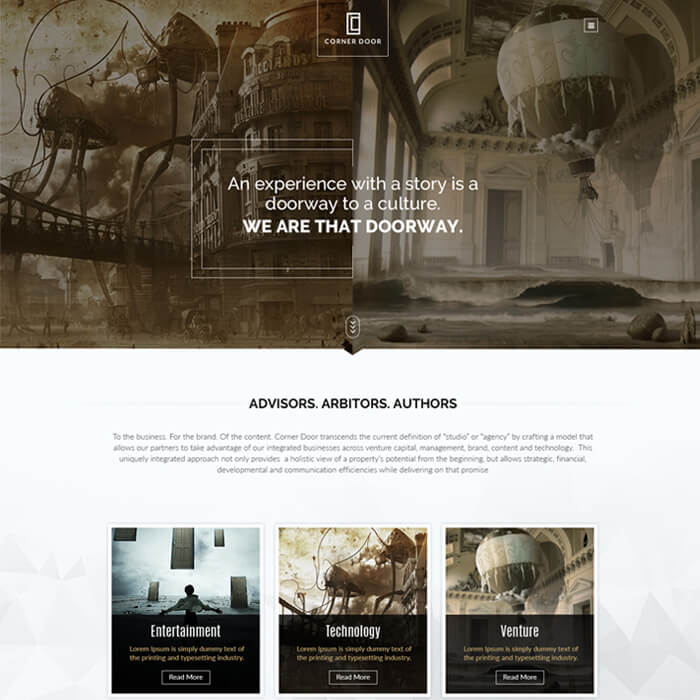 CORNER DOOR
An experience with a story is a
doorway to a culture.
WE ARE THAT DOORWAY.
ADVISORS. ARBITORS. AUTHORS
To the business. For the brand. Of the content. Corner Door transcends the current definition of "studio" or "agency" by crafting a model that
allows our partners to take advantage of our integrated businesses across venture capital, management, brand, content and technology. This
uniquely integrated approach not only provides a holistic view of a property's potential from the beginning, but allows strategic, financial,
developmental and communication efficiencies while delivering on that promise
Entertainment
Lorem Ipsum is simply dummy text of
the printing and typesetting industry.
Read More
Technology
Lorem Ipsum is simply dummy text of
the printing and typesetting industry.
Read More
Venture
Lorem Ipsum is simply dummy text of
the printing and typesetting industry.
Read More